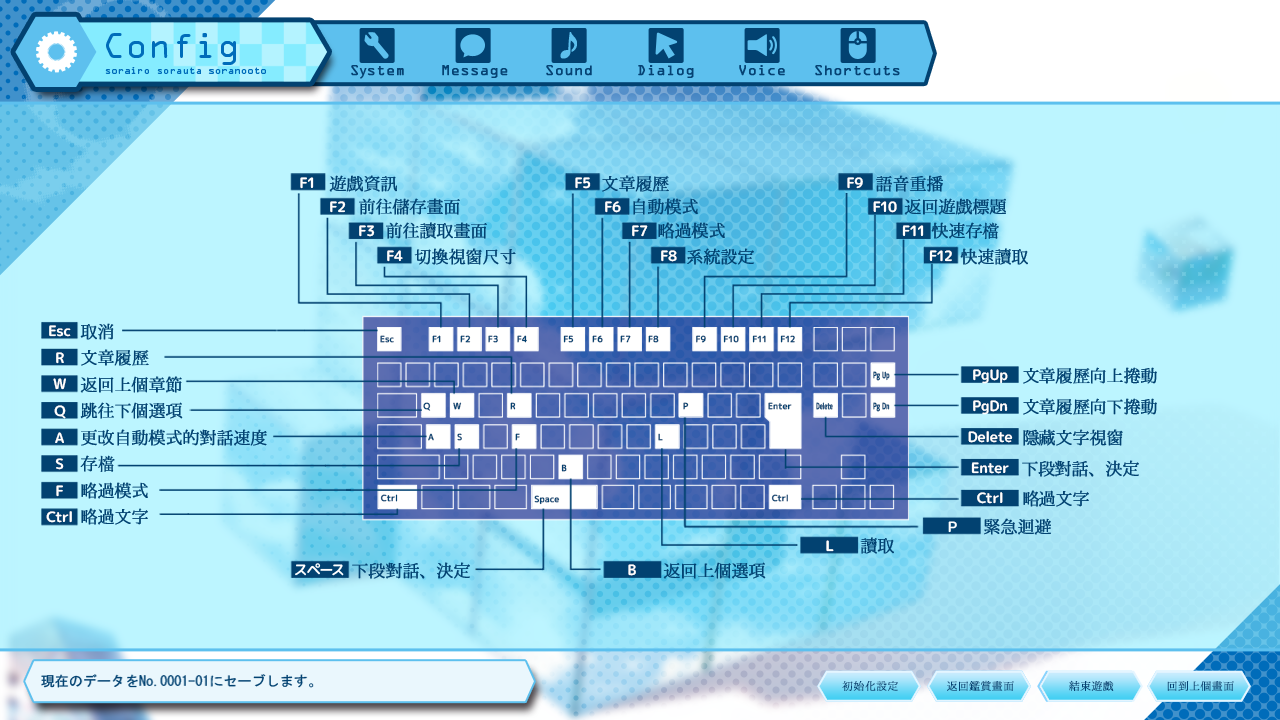 Config
sorairo sorauta soranooto
System
Message
Sound
Dialog
Voice
Shortcuts
F1 遊戲資訊
F2 前往儲存畫面
F3 前往讀取畫面
F4 切換視窗尺寸
F5 文章履歷
F6 自動模式
F7 略過模式
F8 系統設定
F9 語音重播
F10 返回遊戲標題
F11 快速存檔
F12 快速讀取
Esc 取消
R 文章履歷
W 返回上個章節
Q 跳往下個選項
A 更改自動模式的對話速度
S 存檔
F 略過模式
Ctrl 略過文字
Esc F1 F2 F3 F4 F5 F6 F7 F8 F9 F10 F11 F12
Pg Up
Q W R P Enter Delete Pg Dn
A S F L
B
Ctrl Space Ctrl
PgUp 文章履歷向上捲動
PgDn 文章履歷向下捲動
Delete 隱藏文字視窗
Enter 下段對話、決定
Ctrl 略過文字
P 緊急迴避
L 讀取
スペース 下段對話、決定
B 返回上個選項
現在のデータをNo.0001-01にセーブします。
初始化設定
返回鑑賞畫面
結束遊戲
回到上個畫面